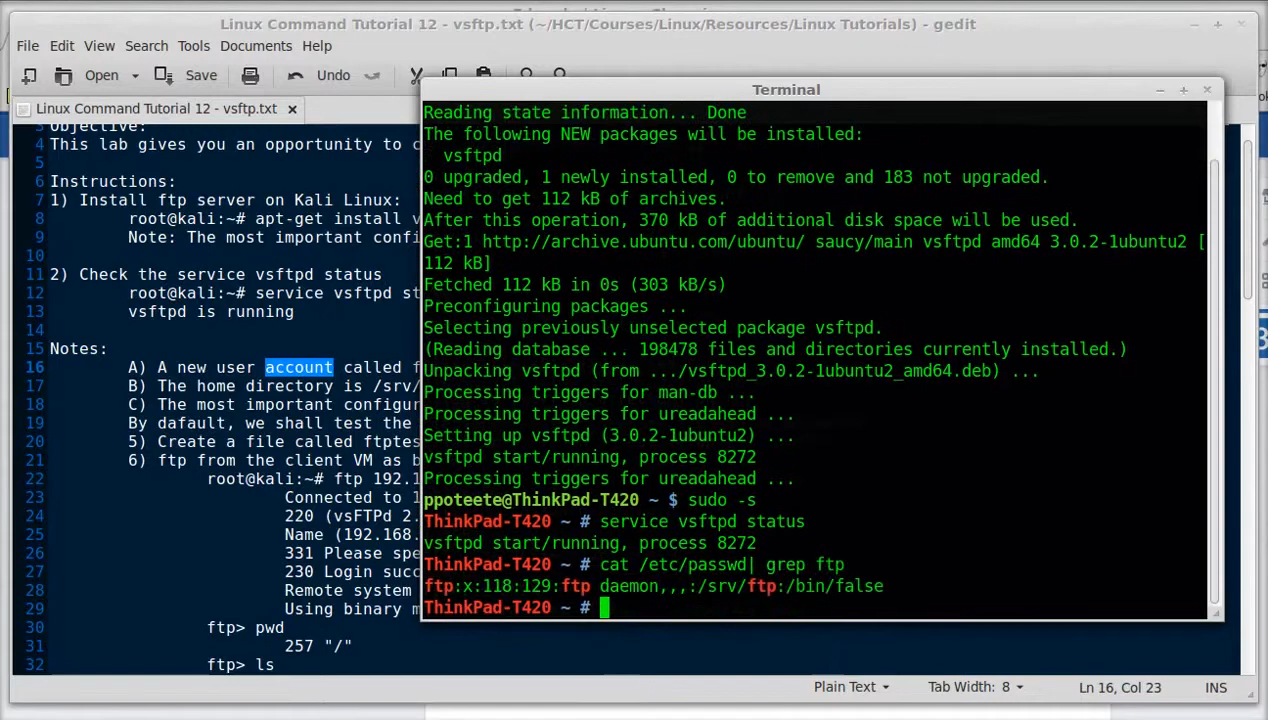 Linux Command Tutorial 12 - vsftp.txt (~/HCT/Courses/Linux/Resources/Linux Tutorials) - gedit
File Edit View Search Tools Documents Help
Open Save Undo
Linux Command Tutorial 12 - vsftp.txt
3 Objective:
4 This lab gives you an opportunity to
5
6 Instructions:
7 1) Install ftp server on Kali Linux:
8 root@kali:~# apt-get install
9 Note: The most important
10
11 2) Check the service vsftpd status
12 root@kali:~# service vsftpd
13 vsftpd is running
14
15 Notes:
16 A) A new user account called
17 B) The home directory is /srv/
18 C) The most important
19 By dafault, we shall test the
20 5) Create a file called
21 6) ftp from the client VM as
22 root@kali:~# ftp 192.1
23 Connected to
24 220 (vsFTPd 2.
25 Name (192.168.
26 331 Please
27 230 Login
28 Remote system
29 Using binary
30 ftp> pwd
31 257 "/"
32 ftp> ls
Terminal
Reading state information... Done
The following NEW packages will be installed:
vsftpd
0 upgraded, 1 newly installed, 0 to remove and 183 not upgraded.
Need to get 112 kB of archives.
After this operation, 370 kB of additional disk space will be used.
Get:1 http://archive.ubuntu.com/ubuntu/ saucy/main vsftpd amd64 3.0.2-1ubuntu2 [
112 kB]
Fetched 112 kB in 0s (303 kB/s)
Preconfiguring packages ...
Selecting previously unselected package vsftpd.
(Reading database ... 198478 files and directories currently installed.)
Unpacking vsftpd (from .../vsftpd_3.0.2-1ubuntu2_amd64.deb) ...
Processing triggers for man-db ...
Processing triggers for ureadahead ...
Setting up vsftpd (3.0.2-1ubuntu2) ...
vsftpd start/running, process 8272
Processing triggers for ureadahead ...
ppoteete@ThinkPad-T420 ~ $ sudo -s
ThinkPad-T420 ~ # service vsftpd status
vsftpd start/running, process 8272
ThinkPad-T420 ~ # cat /etc/passwd| grep ftp
ftp:x:118:129:ftp daemon,,,:/srv/ftp:/bin/false
ThinkPad-T420 ~ #
Plain Text Tab Width: 8 Ln 16, Col 23 INS